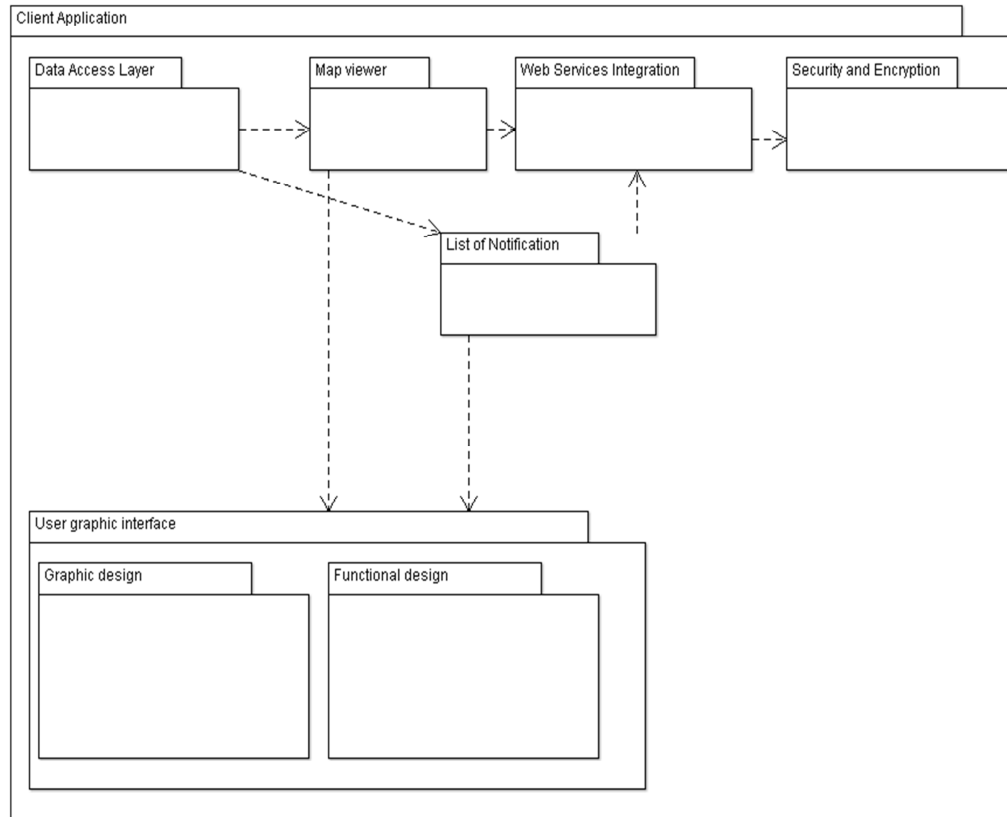 Client Application
Data Access Layer
Map viewer
Web Services Integration
Security and Encryption
List of Notification
User graphic interface
Graphic design
Functional design